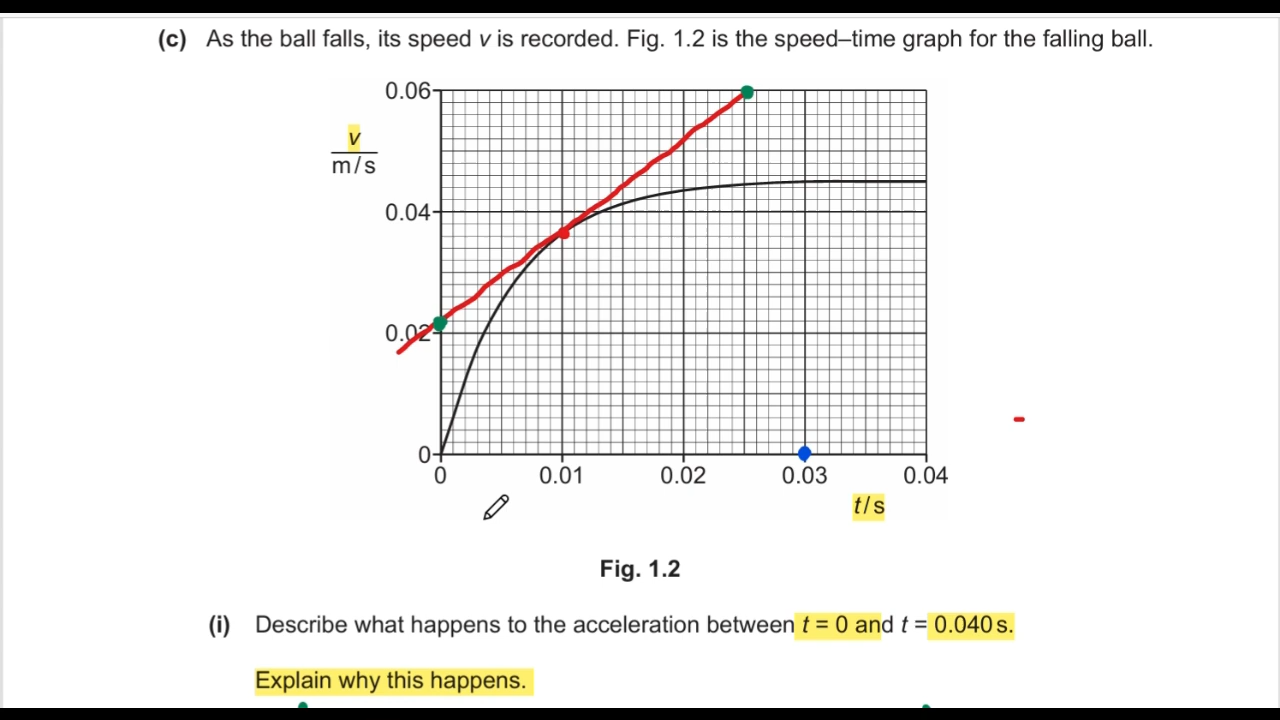 (c) As the ball falls, its speed v is recorded. Fig. 1.2 is the speed–time graph for the falling ball.
0.06
v
m/s
0.04
0.02
0
0 0.01 0.02 0.03 0.04
t/s
Fig. 1.2
(i) Describe what happens to the acceleration between t = 0 and t = 0.040 s.
Explain why this happens.